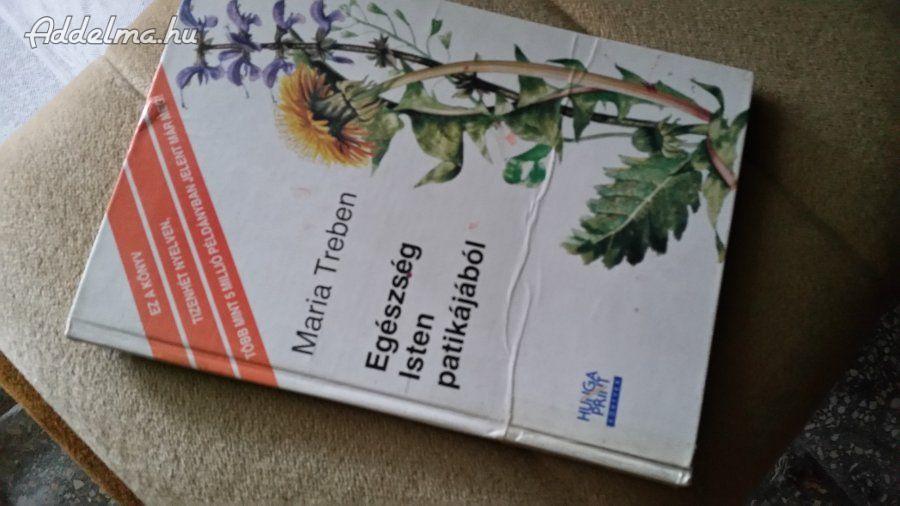 Addelma.hu
EZ A KÖNYV
TIZENHÉT NYELVEN,
TÖBB MINT 5 MILLIÓ PÉLDÁNYBAN JELENT MÁR MEG!
Maria Treben
Egészség
Isten
patikájából
HUNGA
PRINT
KÖNYVEK